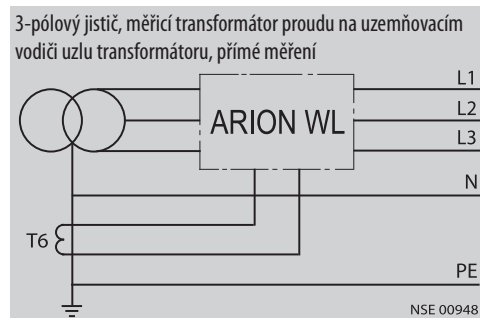 3-pólový jistič, měřicí transformátor proudu na uzemňovacím
vodiči uzlu transformátoru, přímé měření
L1
ARION WL
L2
L3
N
T6
PE
NSE 00948